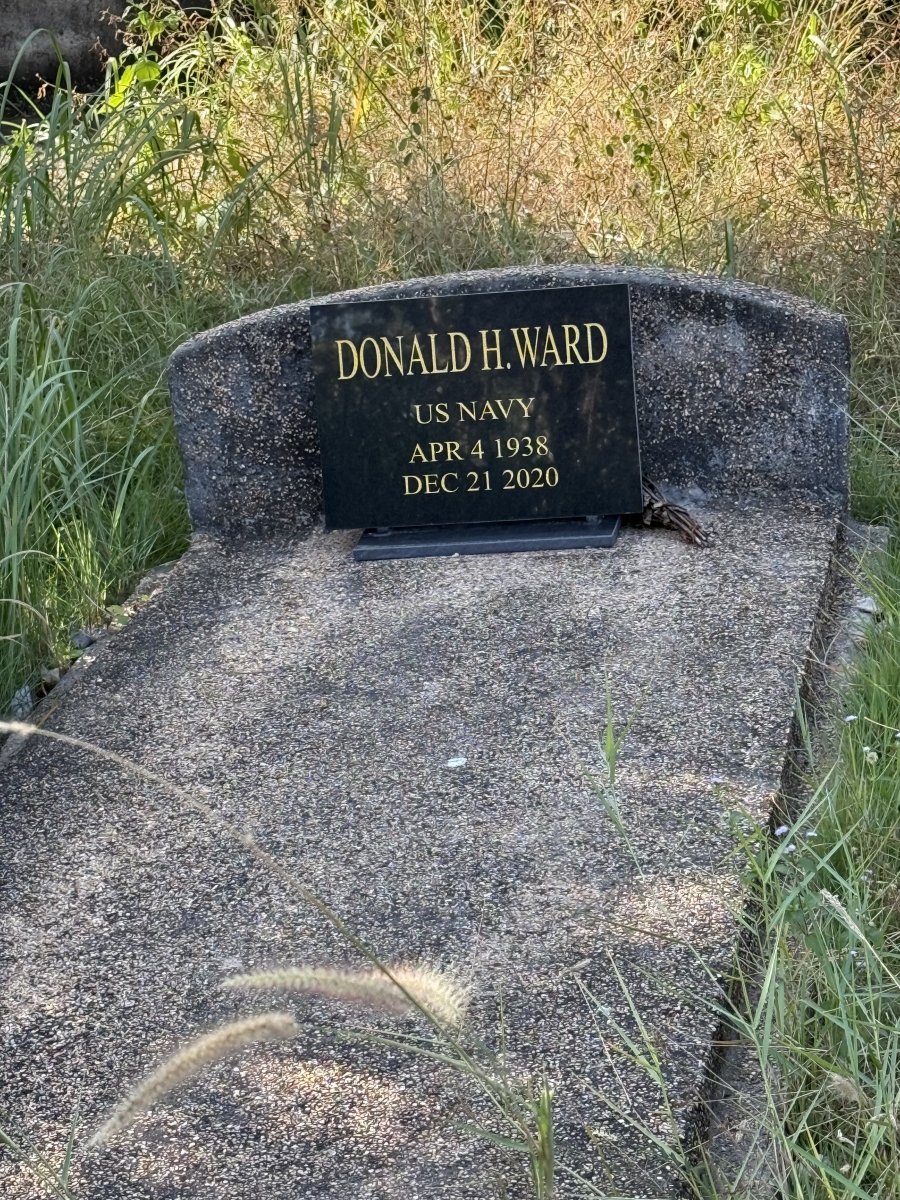 DONALD H.WARD
US NAVY
APR 4 1938
DEC 21 2020